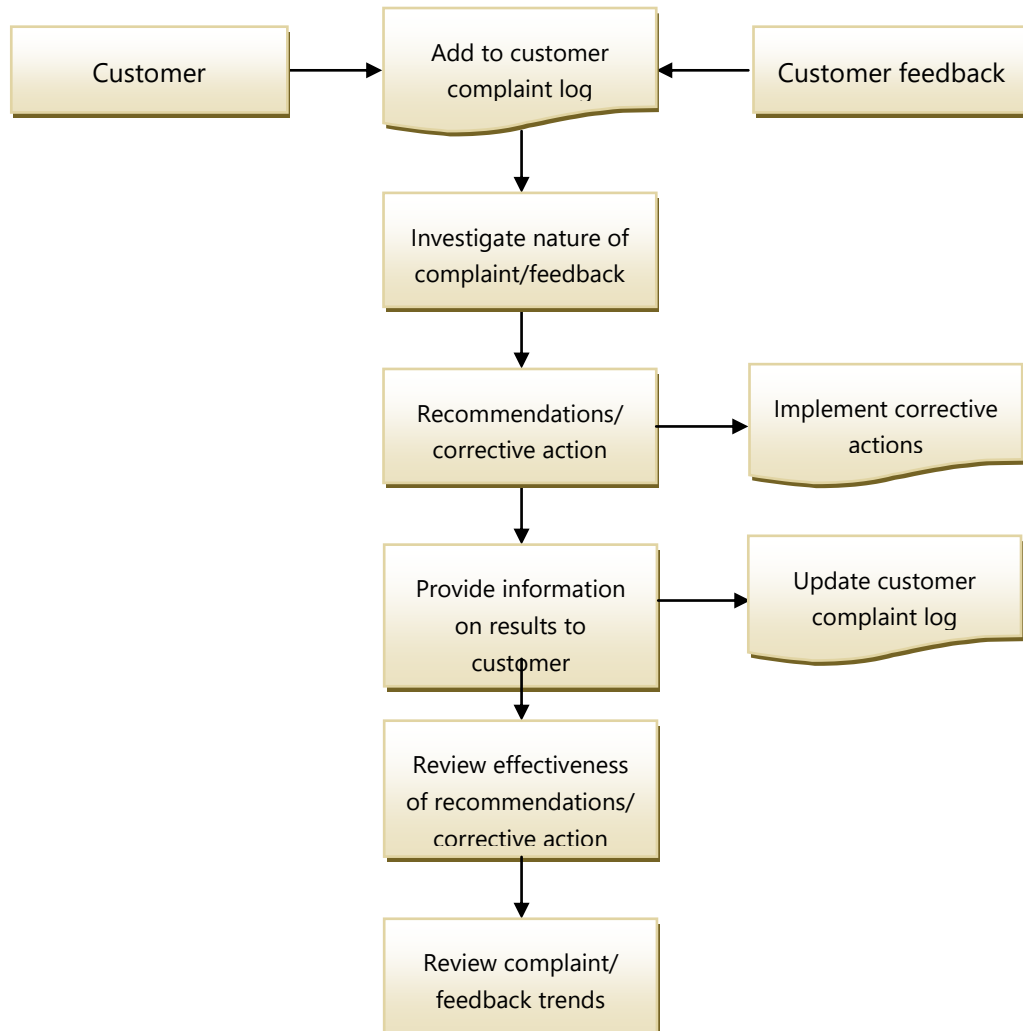 Customer
Add to customer
complaint log
Customer feedback
Investigate nature of
complaint/feedback
Recommendations/
corrective action
Implement corrective
actions
Provide information
on results to
customer
Update customer
complaint log
Review effectiveness
of recommendations/
corrective action
Review complaint/
feedback trends